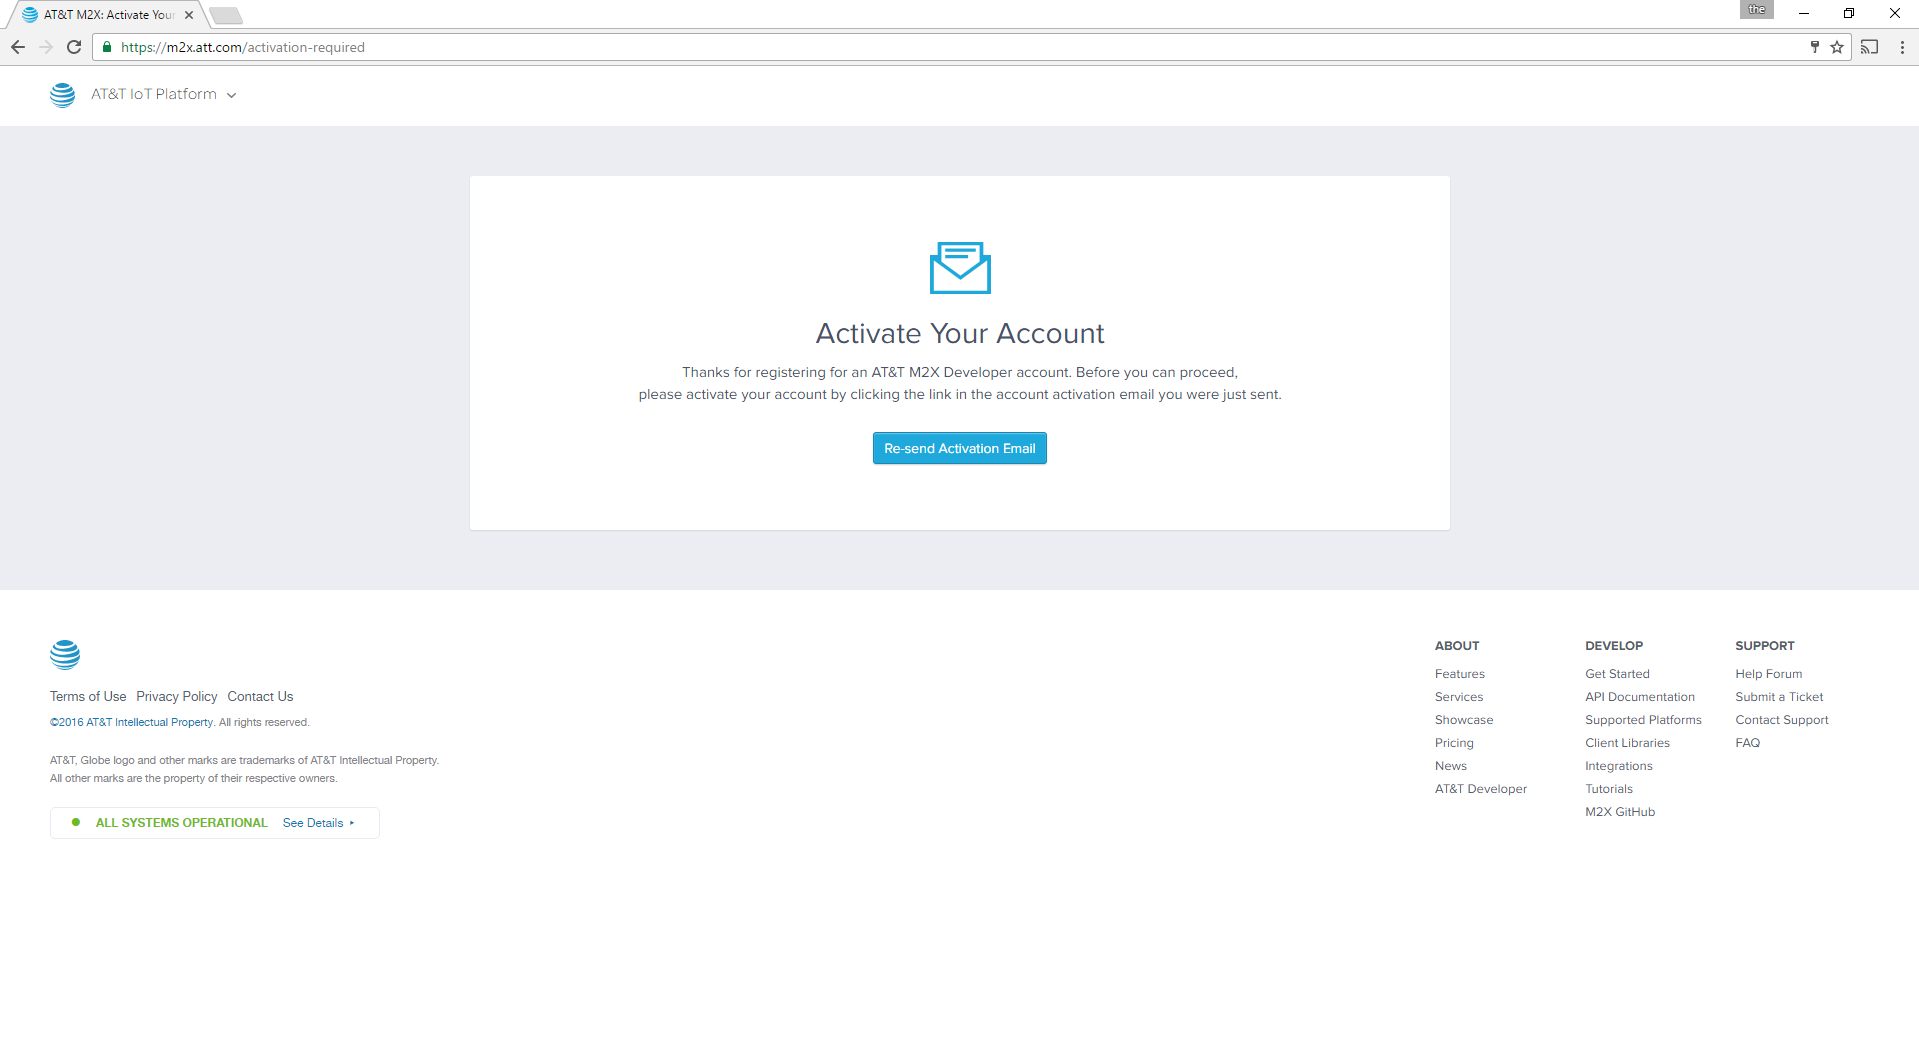 AT&T M2X: Activate Your
the
https://m2x.att.com/activation-required
AT&T IoT Platform
Activate Your Account
Thanks for registering for an AT&T M2X Developer account. Before you can proceed,
please activate your account by clicking the link in the account activation email you were just sent.
Re-send Activation Email
Terms of Use Privacy Policy Contact Us
©2016 AT&T Intellectual Property. All rights reserved.
AT&T, Globe logo and other marks are trademarks of AT&T Intellectual Property.
All other marks are the property of their respective owners.
ALL SYSTEMS OPERATIONAL See Details
ABOUT
Features
Services
Showcase
Pricing
News
AT&T Developer
DEVELOP
Get Started
API Documentation
Supported Platforms
Client Libraries
Integrations
Tutorials
M2X GitHub
SUPPORT
Help Forum
Submit a Ticket
Contact Support
FAQ